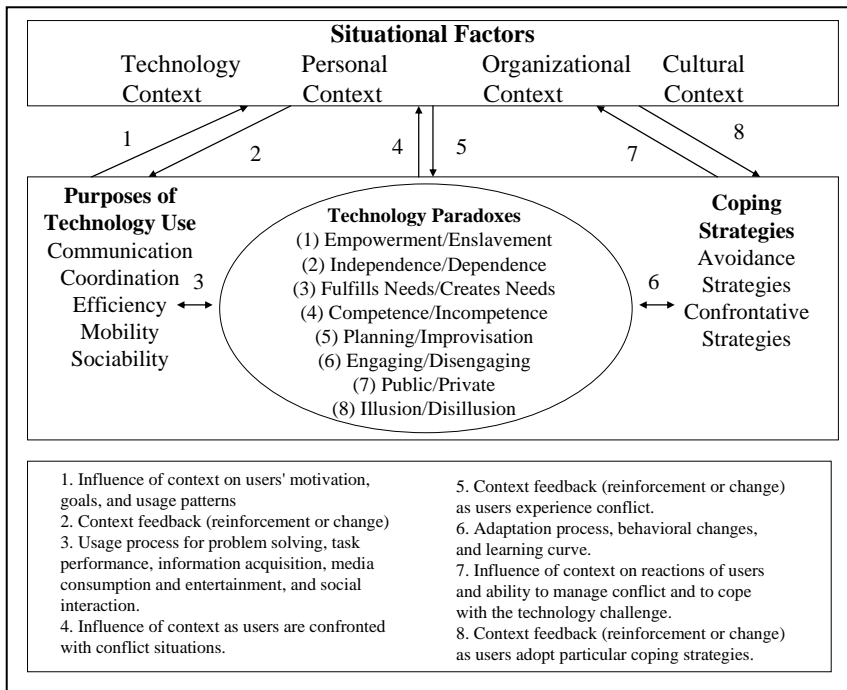 Situational Factors
Technology Context
Personal Context
Organizational Context
Cultural Context
1
2
4
5
7
8
Purposes of
Technology Use
Communication
Coordination
Efficiency
Mobility
Sociability
3
Technology Paradoxes
(1) Empowerment/Enslavement
(2) Independence/Dependence
(3) Fulfills Needs/Creates Needs
(4) Competence/Incompetence
(5) Planning/Improvisation
(6) Engaging/Disengaging
(7) Public/Private
(8) Illusion/Disillusion
6
Coping
Strategies
Avoidance
Strategies
Confrontative
Strategies
1. Influence of context on users' motivation,
goals, and usage patterns
2. Context feedback (reinforcement or change)
3. Usage process for problem solving, task
performance, information acquisition, media
consumption and entertainment, and social
interaction.
4. Influence of context as users are confronted
with conflict situations.
5. Context feedback (reinforcement or change)
as users experience conflict.
6. Adaptation process, behavioral changes,
and learning curve.
7. Influence of context on reactions of users
and ability to manage conflict and to cope
with the technology challenge.
8. Context feedback (reinforcement or change)
as users adopt particular coping strategies.